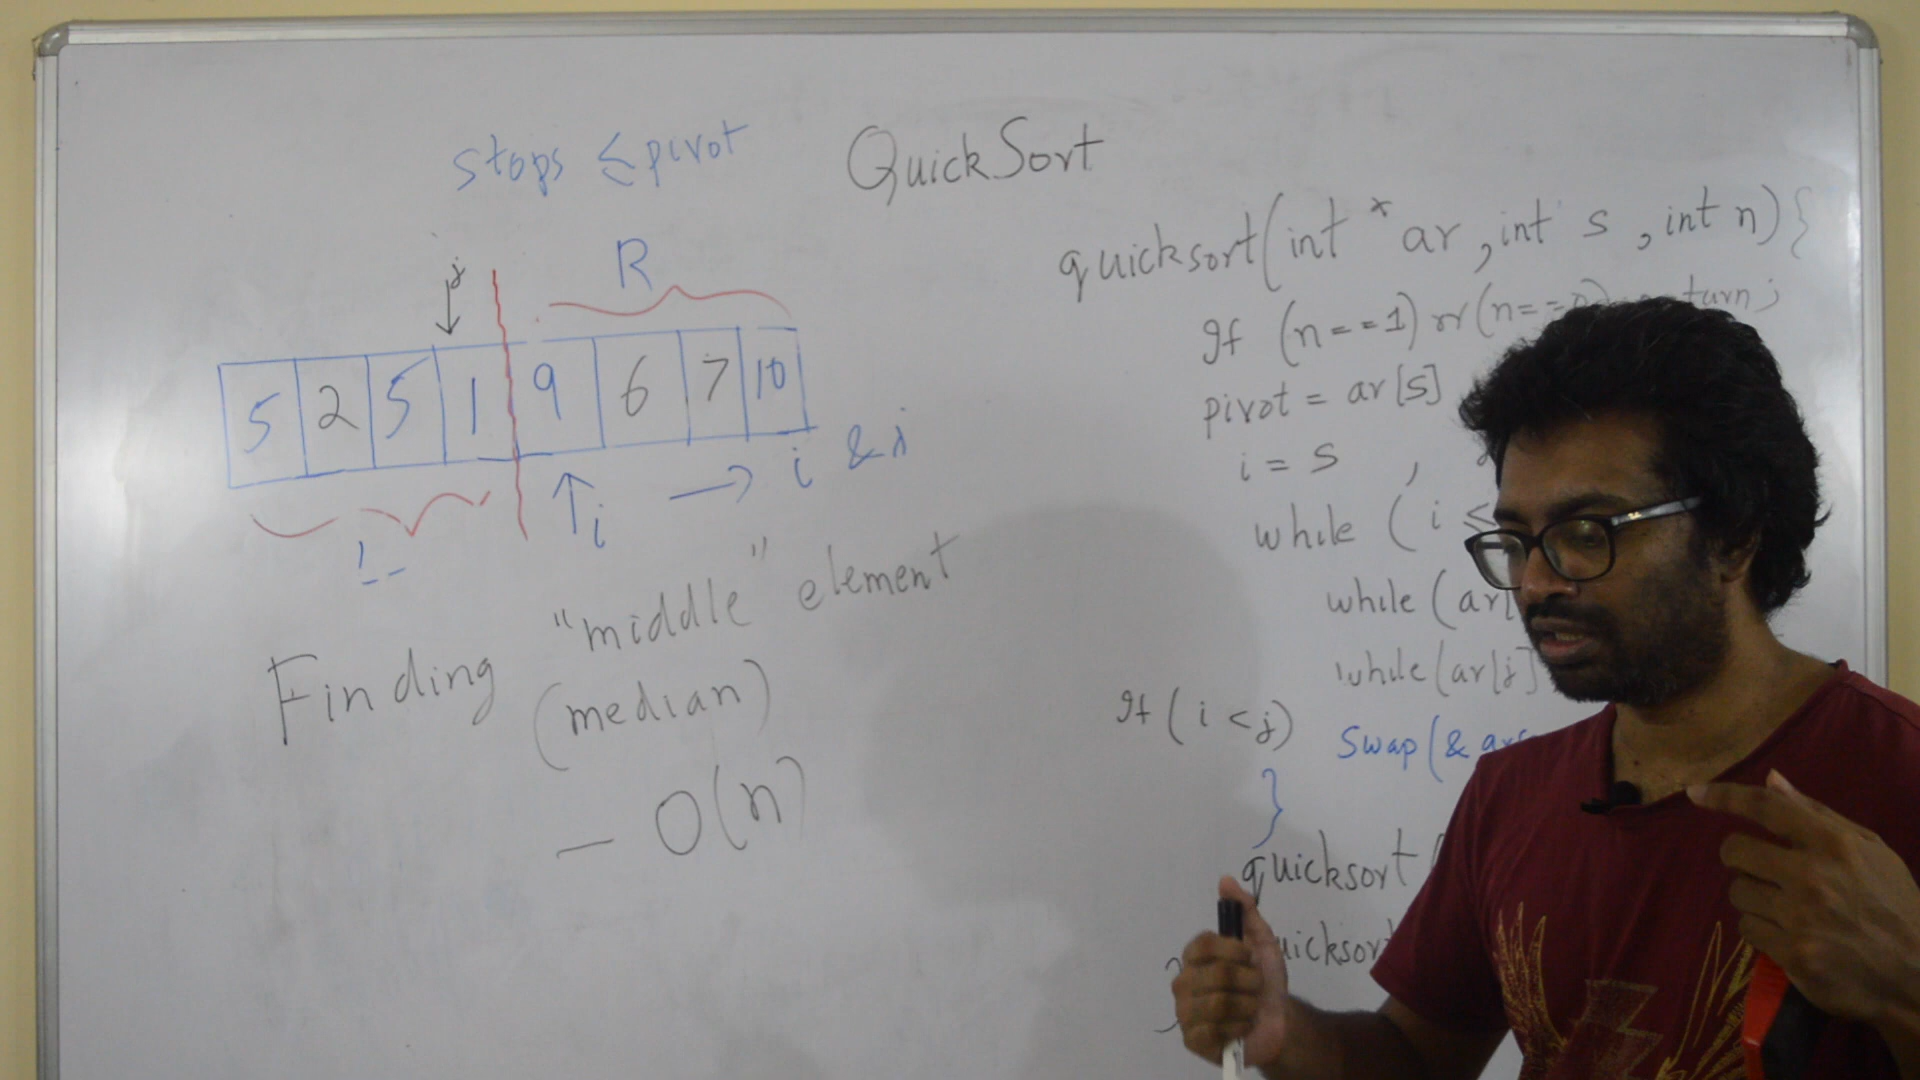 stops ≤ pivot
QuickSort
j
R
5 2 5 1 9 6 7 10
i → i & j
L
Finding "middle" element
(median)
– O(n)
quicksort(int *ar, int s, int n){
If (n==1) or (n==0) return;
pivot = ar[s]
i = s ,
while ( i <
while (ar[
while (ar[j]
If (i<j) Swap(&
}
quicksort(
quicksort
}